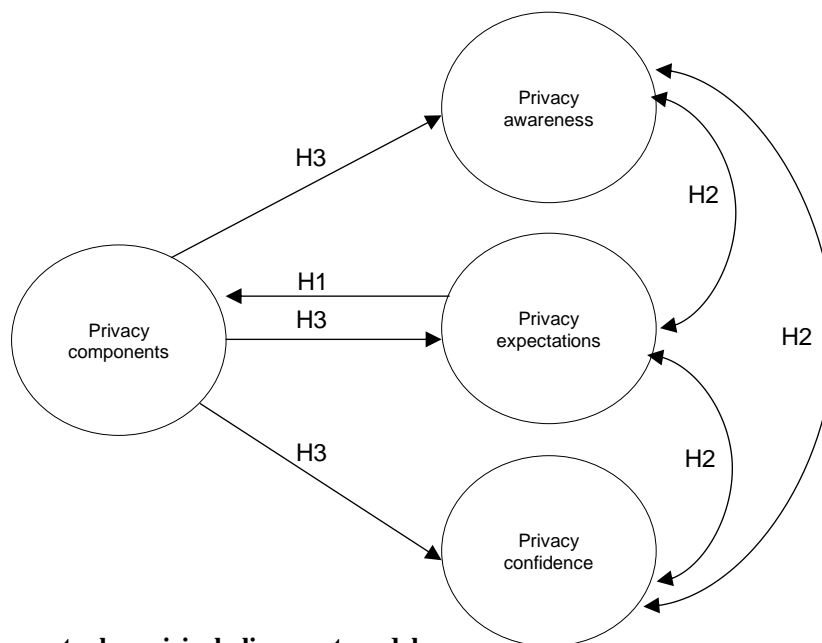 Privacy
awareness
H3
H2
H1
Privacy
components
H3
Privacy
expectations
H2
H3
H2
Privacy
confidence